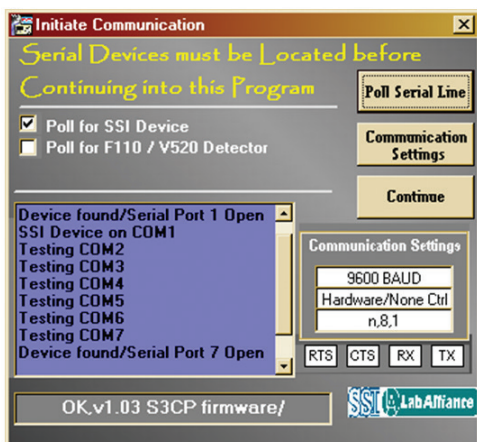 Initiate Communication
Serial Devices must be Located before
Continuing into this Program
Poll Serial Line
Poll for SSI Device
Poll for F110 / V520 Detector
Communication
Settings
Continue
Device found/Serial Port 1 Open
SSI Device on COM1
Testing COM2
Testing COM3
Testing COM4
Testing COM5
Testing COM6
Testing COM7
Device found/Serial Port 7 Open
Communication Settings
9600 BAUD
Hardware/None Ctrl
n,8,1
RTS
CTS
RX
TX
OK,v1.03 S3CP firmware/
SSI
Lab Alliance